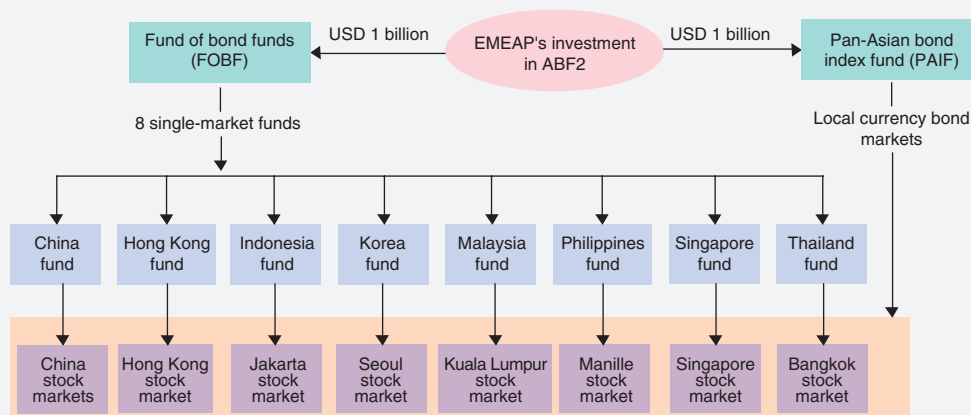 Fund of bond funds
(FOBF)
USD 1 billion
EMEAP's investment
in ABF2
USD 1 billion
Pan-Asian bond
index fund (PAIF)
8 single-market funds
Local currency bond
markets
China
fund
Hong Kong
fund
Indonesia
fund
Korea
fund
Malaysia
fund
Philippines
fund
Singapore
fund
Thailand
fund
China
stock
markets
Hong Kong
stock
market
Jakarta
stock
market
Seoul
stock
market
Kuala Lumpur
stock
market
Manille
stock
market
Singapore
stock
market
Bangkok
stock
market